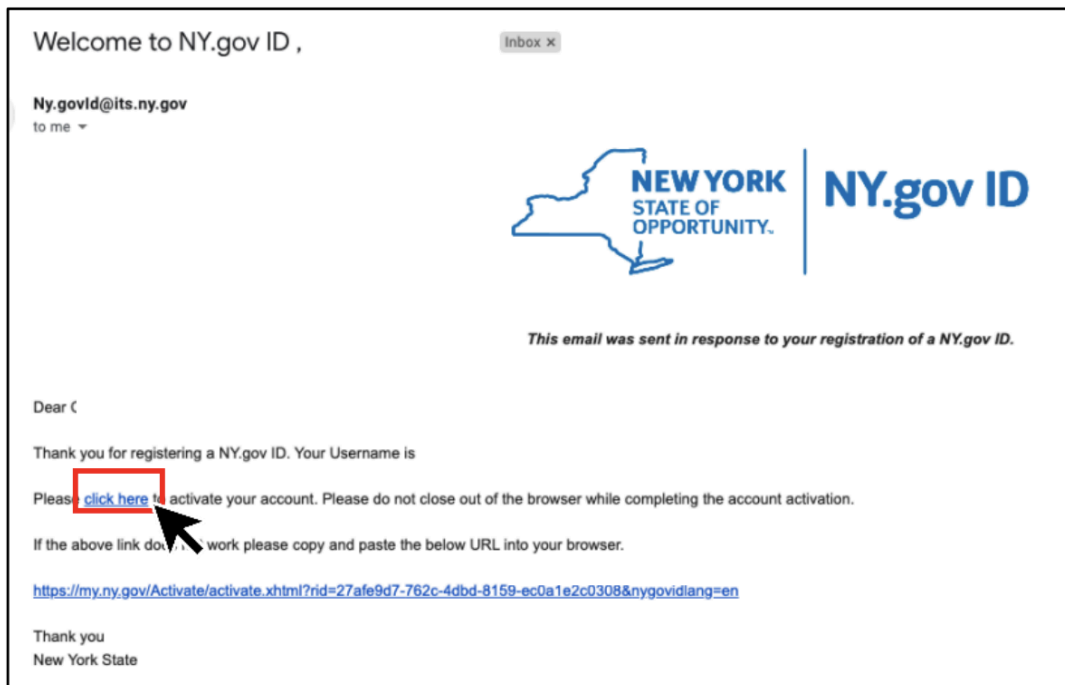 Welcome to NY.gov ID ,
Inbox x
Ny.govId@its.ny.gov
to me
NEW YORK
STATE OF
OPPORTUNITY™
NY.gov ID
This email was sent in response to your registration of a NY.gov ID.
Dear
Thank you for registering a NY.gov ID. Your Username is
Please click here to activate your account. Please do not close out of the browser while completing the account activation.
If the above link work please copy and paste the below URL into your browser.
https://my.ny.gov/Activate/activate.xhtml?rid=27afe9d7-762c-4dbd-8159-ec0a1e2c0308&nygovidlang=en
Thank you
New York State